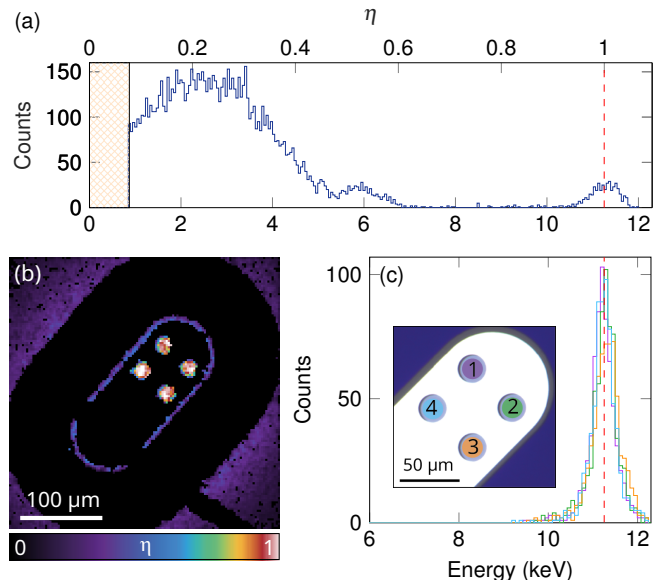 (a)
η
0 0.2 0.4 0.6 0.8 1
150
100
50
0
Counts
0 2 4 6 8 10 12
(b)
100 μm
0 η 1
(c)
100
50
0
Counts
1
2
3
4
50 μm
6 8 10 12
Energy (keV)